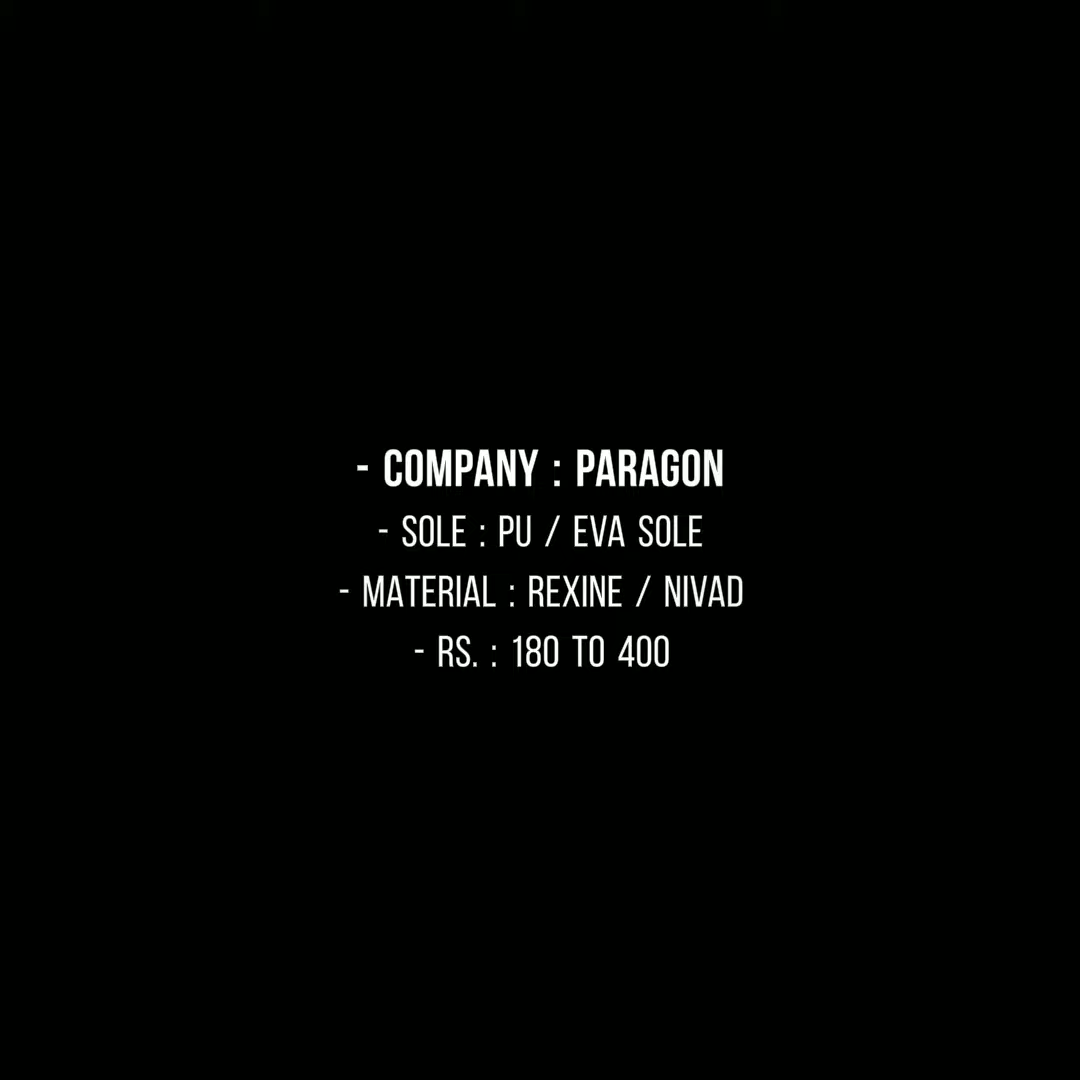 - COMPANY : PARAGON
- SOLE : PU / EVA SOLE
- MATERIAL : REXINE / NIVAD
- RS. : 180 TO 400